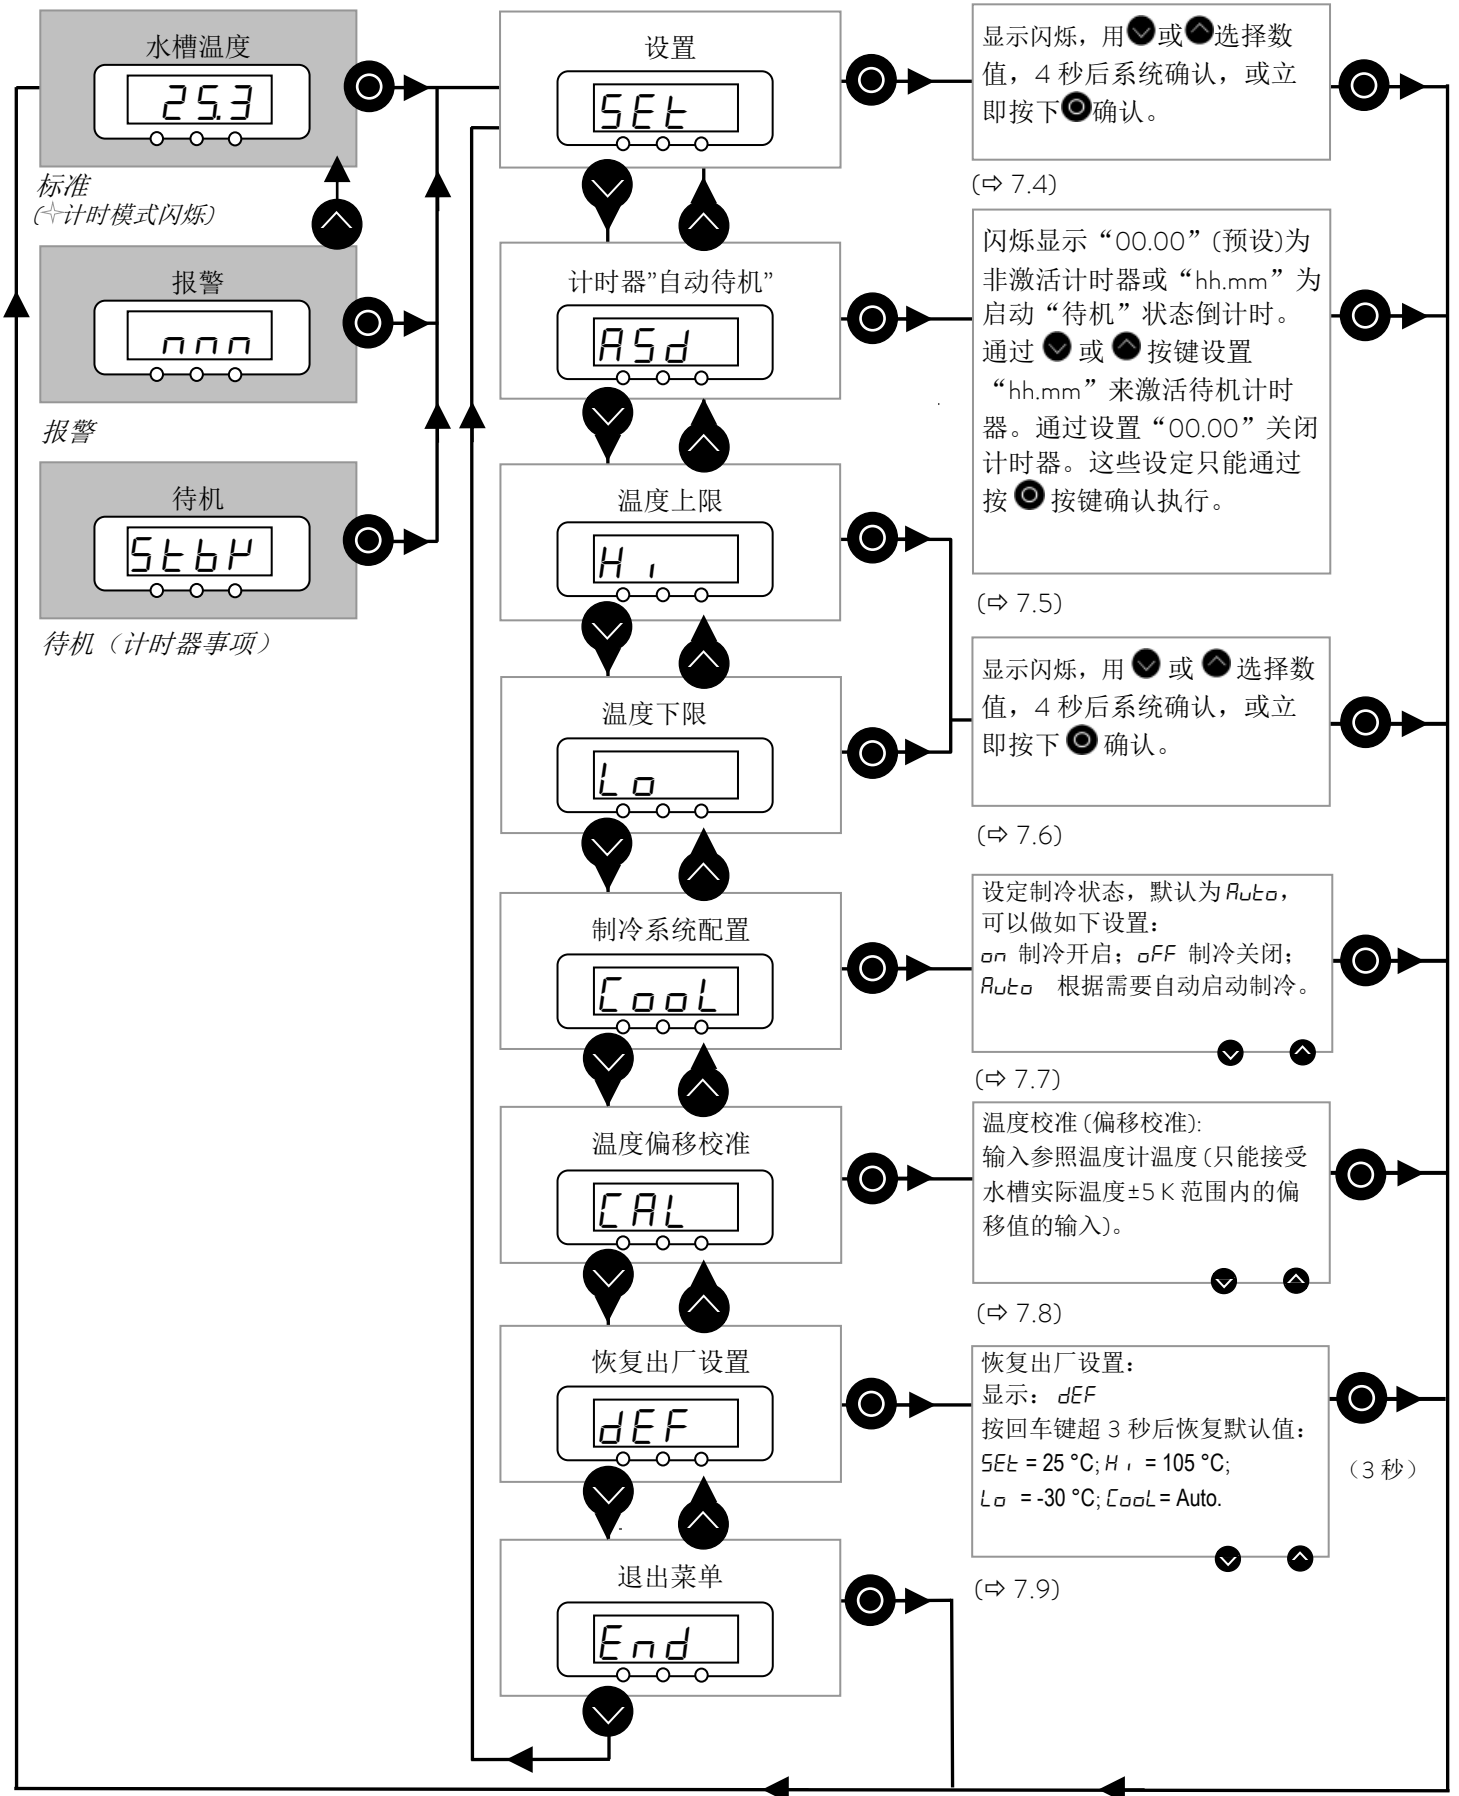 水槽温度
25.3
标准
(✧计时模式闪烁)
报警
nnn
报警
待机
StbY
待机（计时器事项）
设置
SEt
计时器”自动待机”
ASd
温度上限
Hi
温度下限
Lo
制冷系统配置
CooL
温度偏移校准
CAL
恢复出厂设置
dEF
退出菜单
End
显示闪烁，用或选择数
值，4 秒后系统确认，或立
即按下确认。
(⇨ 7.4)
闪烁显示“00.00”(预设)为
非激活计时器或“hh.mm”为
启动“待机”状态倒计时。
通过 或 按键设置
“hh.mm”来激活待机计时
器。通过设置“00.00”关闭
计时器。这些设定只能通过
按 按键确认执行。
(⇨ 7.5)
显示闪烁，用 或 选择数
值，4 秒后系统确认，或立
即按下 确认。
(⇨ 7.6)
设定制冷状态，默认为 Auto，
可以做如下设置：
on 制冷开启；oFF 制冷关闭；
Auto 根据需要自动启动制冷。
(⇨ 7.7)
温度校准 (偏移校准):
输入参照温度计温度 (只能接受
水槽实际温度±5 K 范围内的偏
移值的输入)。
(⇨ 7.8)
恢复出厂设置：
显示： dEF
按回车键超 3 秒后恢复默认值：
SEt = 25 °C; Hi = 105 °C;
Lo = -30 °C; CooL = Auto.
（3 秒）
(⇨ 7.9)